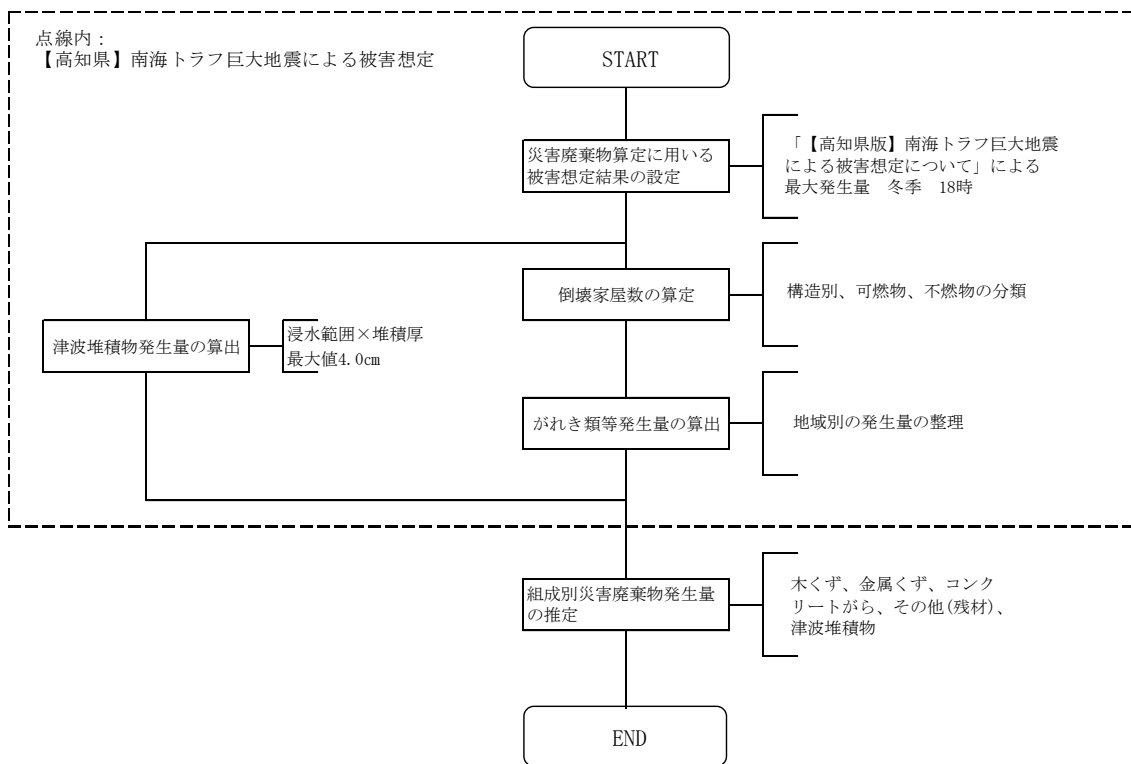 点線内：
【高知県】南海トラフ巨大地震による被害想定
START
災害廃棄物算定に用いる
被害想定結果の設定
「【高知県版】南海トラフ巨大地震
による被害想定について」による
最大発生量　冬季　18時
倒壊家屋数の算定
構造別、可燃物、不燃物の分類
津波堆積物発生量の算出
浸水範囲×堆積厚
最大値4.0cm
がれき類等発生量の算出
地域別の発生量の整理
組成別災害廃棄物発生量
の推定
木くず、金属くず、コンク
リートがら、その他(残材)、
津波堆積物
END